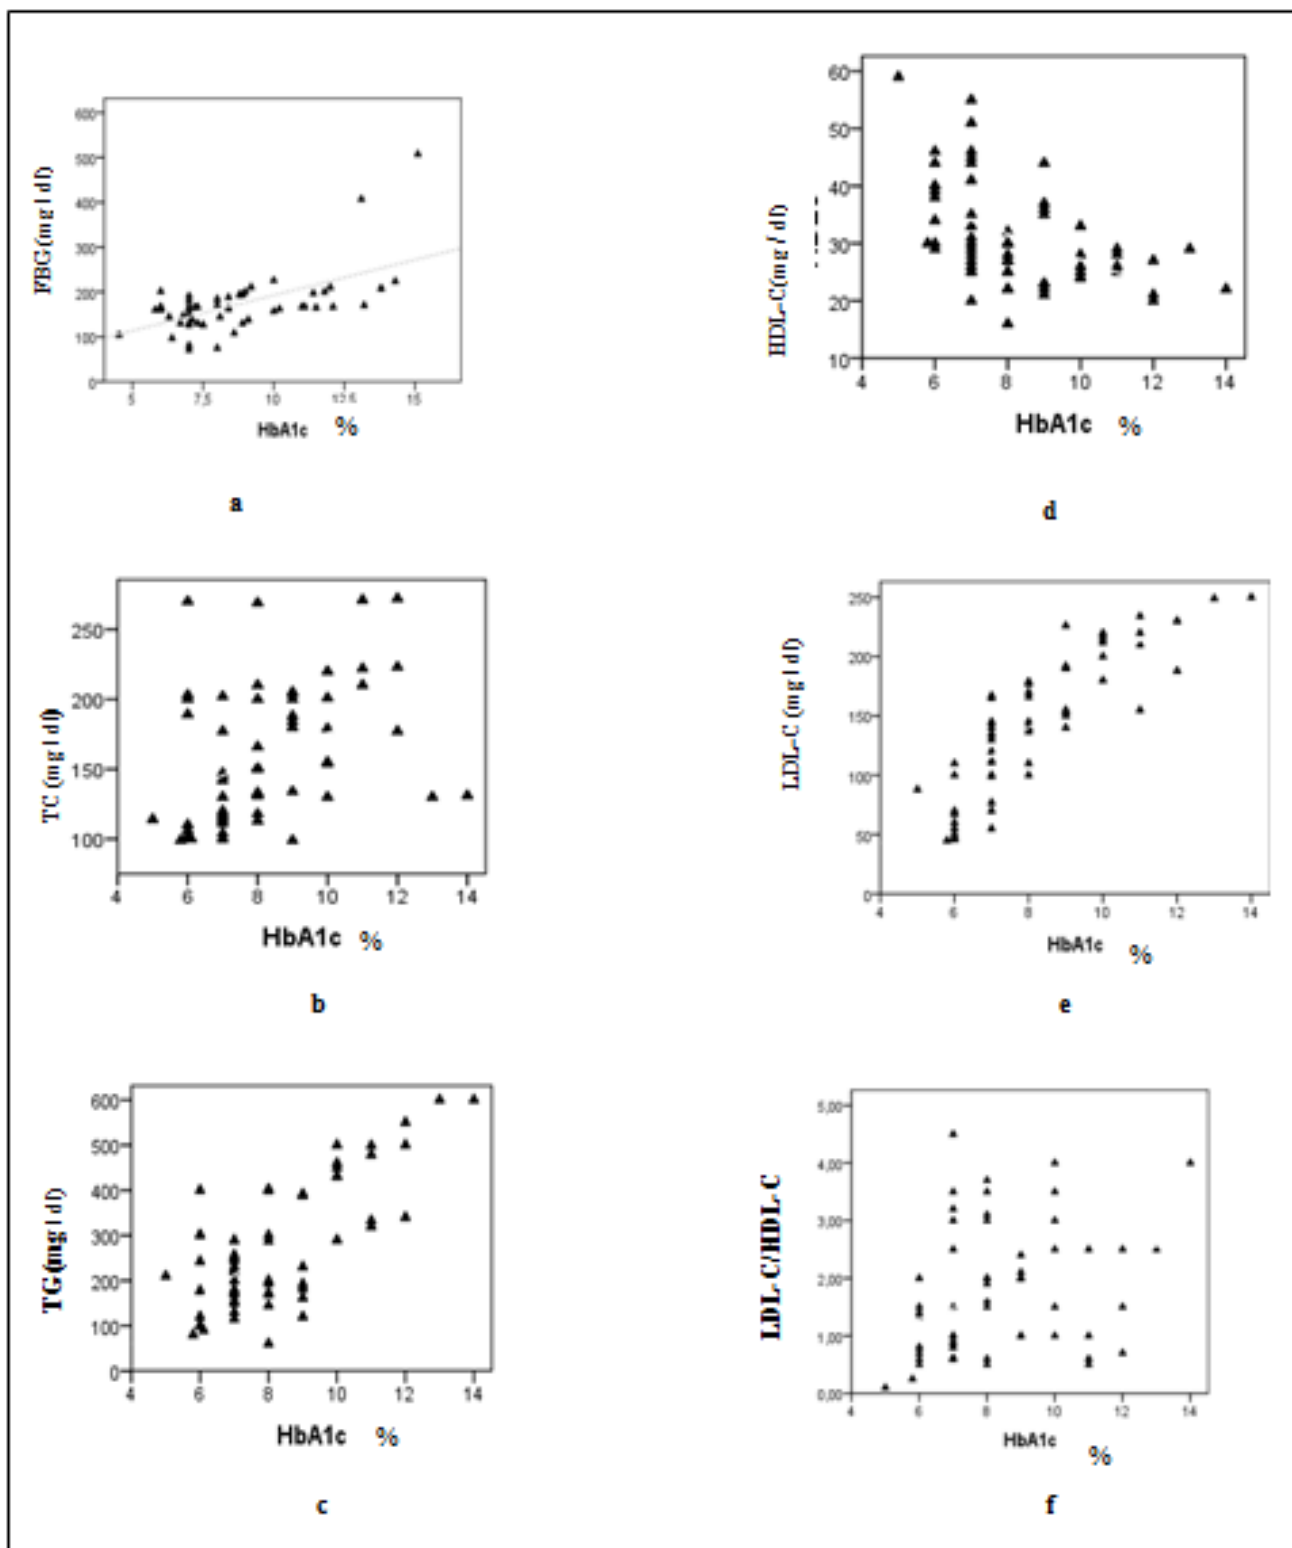 600
500
400
300
200
100
0
FBG(mg l dl)
5
7,5
10
12,5
15
HbA1c %
a
60
50
40
30
20
10
HDL-C(mg / dl)
4 6 8 10 12 14
HbA1c %
d
250
200
150
100
TC (mg l dl)
4 6 8 10 12 14
HbA1c %
b
250
200
150
100
50
0
LDL-C (mg l dl)
4 6 8 10 12 14
HbA1c %
e
600
500
400
300
200
100
0
TG(mg l dl)
4 6 8 10 12 14
HbA1c %
c
5,00
4,00
3,00
2,00
1,00
0,00
LDL-C/HDL-C
4 6 8 10 12 14
HbA1c %
f